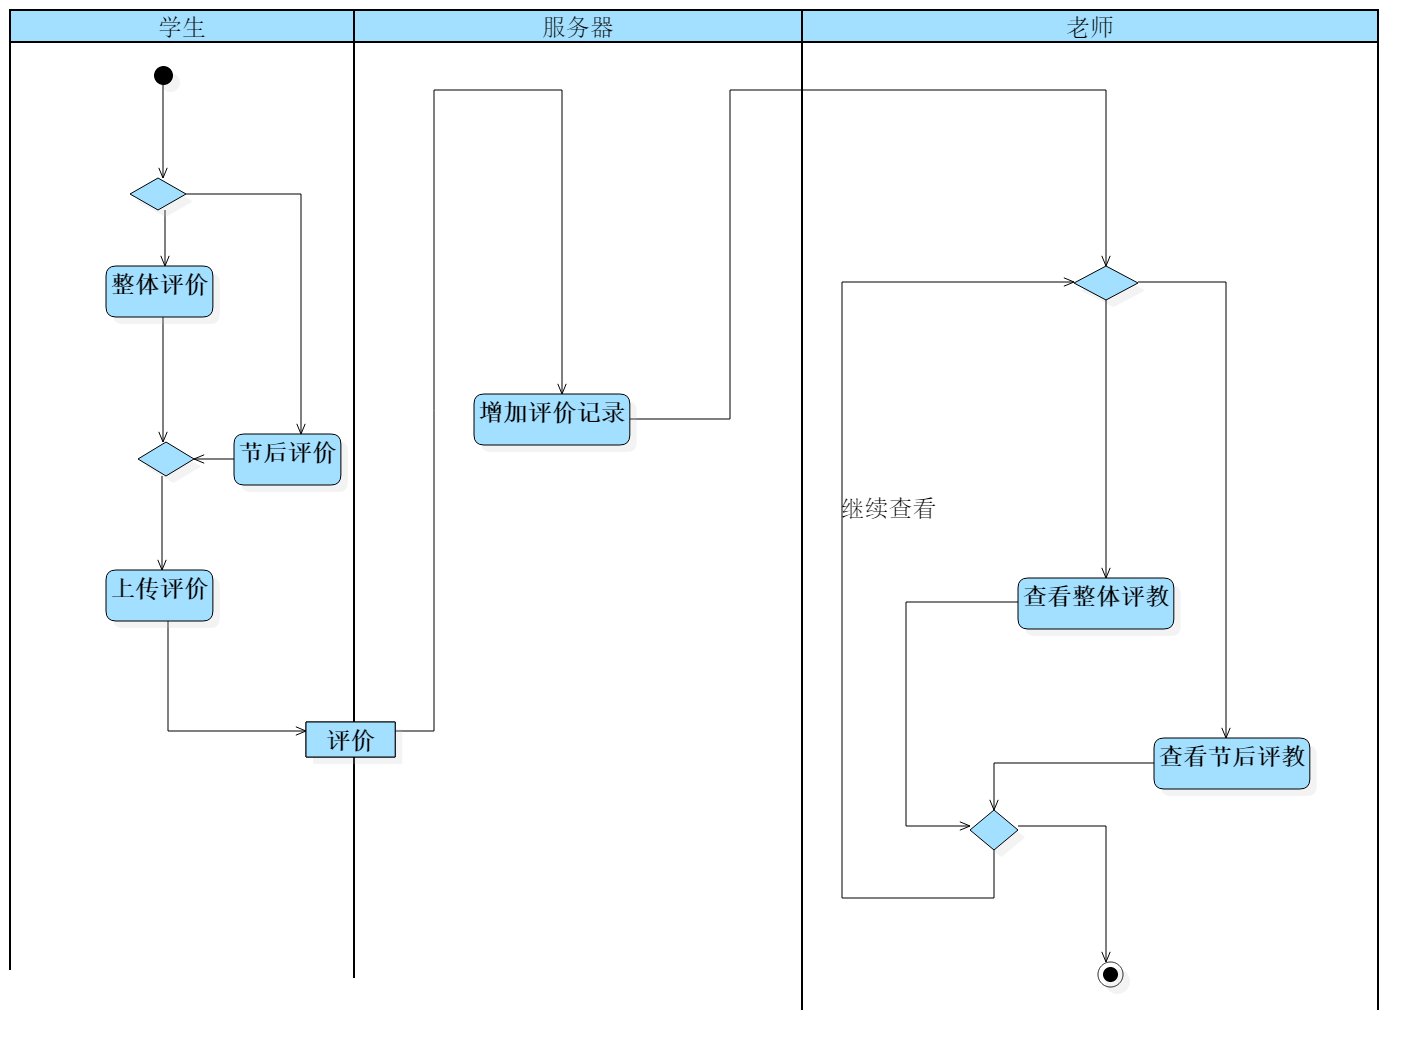 学生
服务器
老师
整体评价
增加评价记录
节后评价
继续查看
上传评价
查看整体评教
评价
查看节后评教